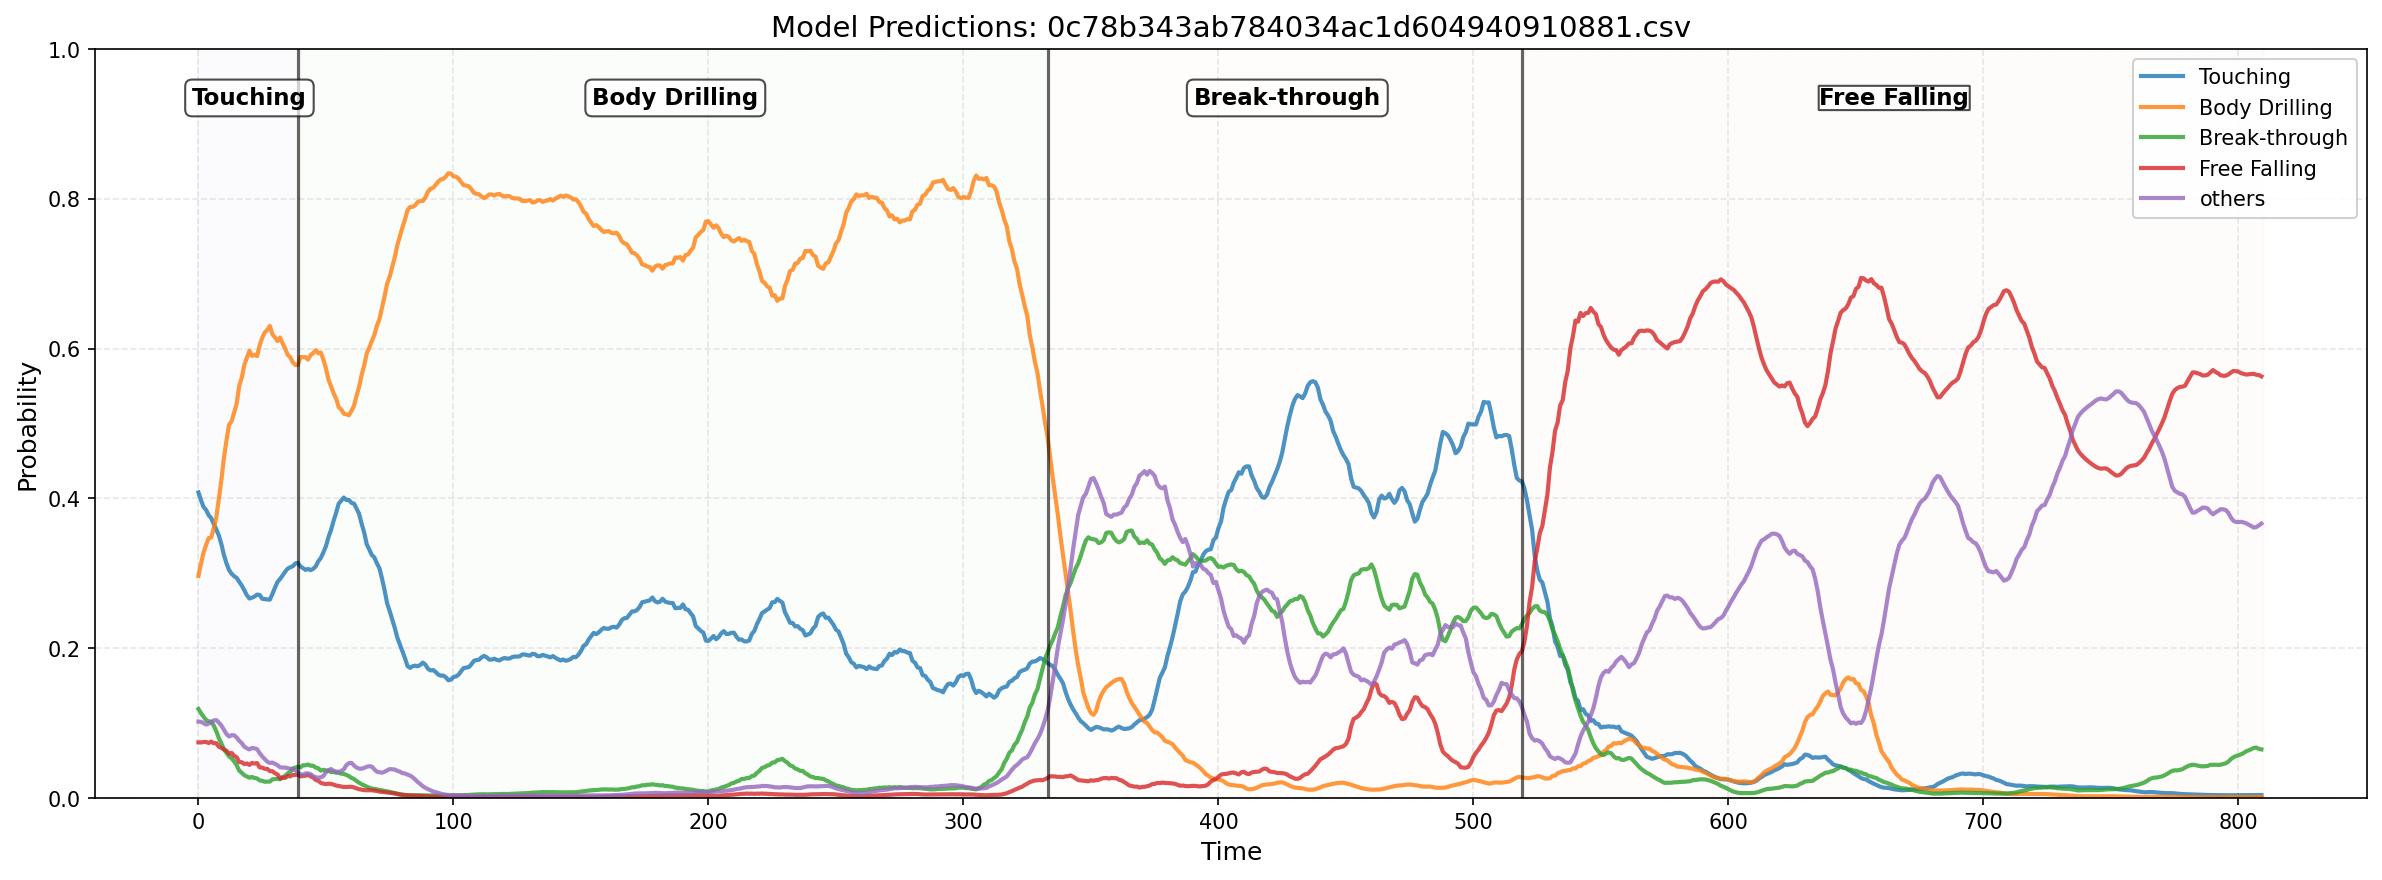 Model Predictions: 0c78b343ab784034ac1d604940910881.csv
1.0
0.8
0.6
0.4
0.2
0.0
Probability
Touching
Body Drilling
Break-through
Free Falling
Touching
Body Drilling
Break-through
Free Falling
others
0 100 200 300 400 500 600 700 800
Time